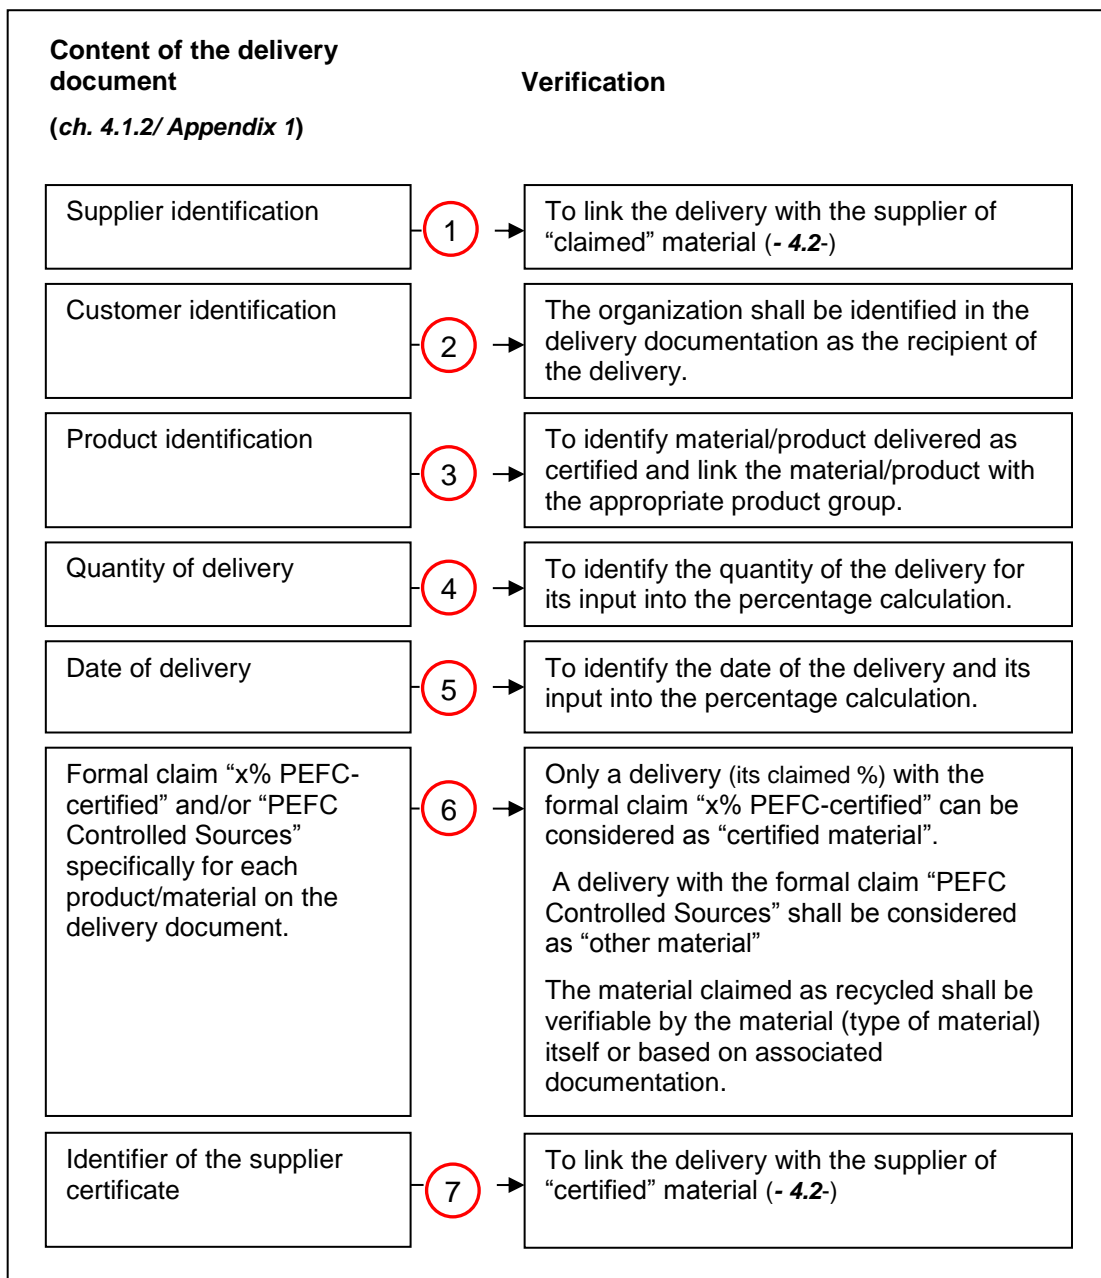 Content of the delivery
document
(ch. 4.1.2/ Appendix 1)
Verification
Supplier identification
1
To link the delivery with the supplier of
“claimed” material (- 4.2-)
Customer identification
2
The organization shall be identified in the
delivery documentation as the recipient of
the delivery.
Product identification
3
To identify material/product delivered as
certified and link the material/product with
the appropriate product group.
Quantity of delivery
4
To identify the quantity of the delivery for
its input into the percentage calculation.
Date of delivery
5
To identify the date of the delivery and its
input into the percentage calculation.
Formal claim “x% PEFC-
certified” and/or “PEFC
Controlled Sources”
specifically for each
product/material on the
delivery document.
6
Only a delivery (its claimed %) with the
formal claim “x% PEFC-certified” can be
considered as “certified material”.
A delivery with the formal claim “PEFC
Controlled Sources” shall be considered
as “other material”
The material claimed as recycled shall be
verifiable by the material (type of material)
itself or based on associated
documentation.
Identifier of the supplier
certificate
7
To link the delivery with the supplier of
“certified” material (- 4.2-)